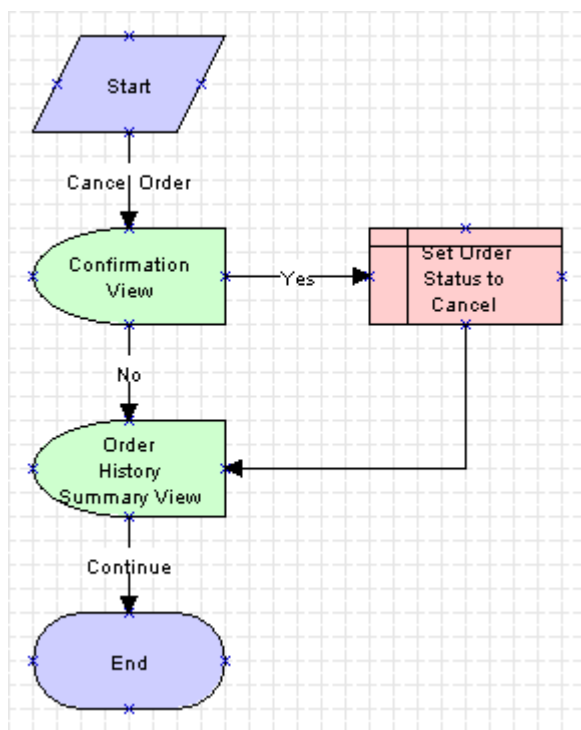 Start
Cancel Order
Confirmation
View
Yes
Set Order
Status to
Cancel
No
Order
History
Summary View
Continue
End